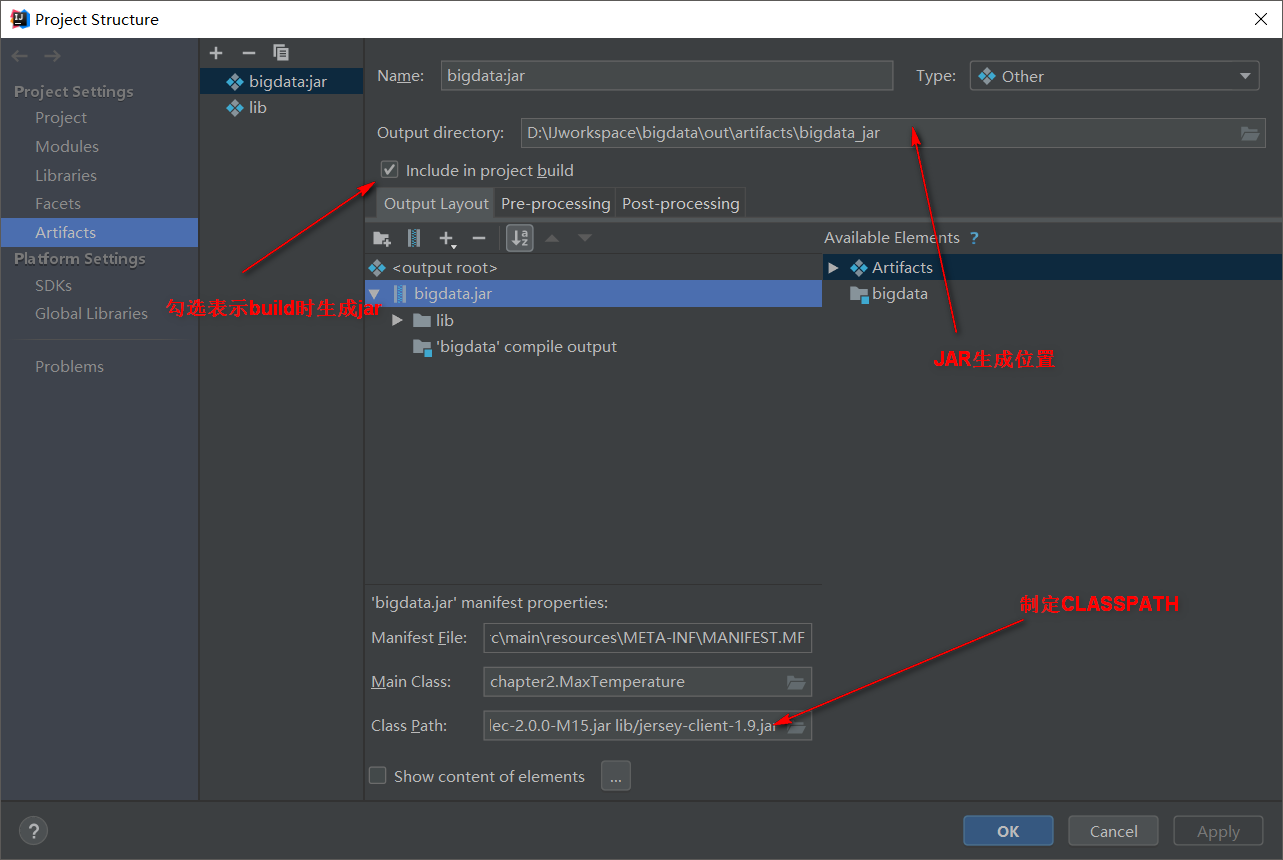 Project Structure
Project Settings
Project
Modules
Libraries
Facets
Artifacts
Platform Settings
SDKs
Global Libraries
Problems
bigdata:jar
lib
Name: bigdata:jar Type: Other
Output directory: D:\IJworkspace\bigdata\out\artifacts\bigdata_jar
Include in project build
Output Layout Pre-processing Post-processing
Available Elements ?
<output root>
bigdata.jar
lib
'bigdata' compile output
Artifacts
bigdata
勾选表示build时生成jar
JAR生成位置
制定CLASSPATH
'bigdata.jar' manifest properties:
Manifest File: 'c\main\resources\META-INF\MANIFEST.MF
Main Class: chapter2.MaxTemperature
Class Path: lec-2.0.0-M15.jar lib/jersey-client-1.9.jar
Show content of elements ...
? OK Cancel Apply